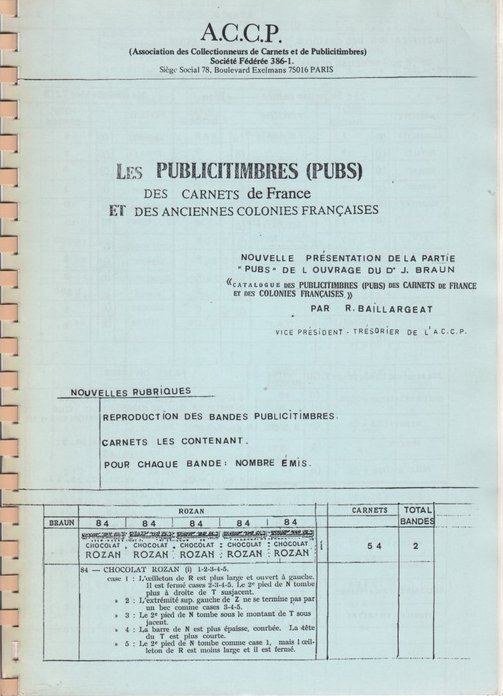 A.C.C.P.
(Association des Collectionneurs de Carnets et de Publicitimbres)
Société Fédérée 386-1.
Siège Social 78, Boulevard Exelmans 75016 PARIS
LES PUBLICITIMBRES (PUBS)
DES CARNETS de France
ET DES ANCIENNES COLONIES FRANÇAISES
NOUVELLE PRÉSENTATION DE LA PARTIE
"PUBS" DE L OUVRAGE DU Dr J. BRAUN
«CATALOGUE DES PUBLICITIMBRES (PUBS) DES CARNETS DE FRANCE
ET DES COLONIES FRANÇAISES.»
PAR R. BAILLARGEAT
VICE PRÉSIDENT - TRÉSORIER DE L'A.C.C.P.
NOUVELLES RUBRIQUES
REPRODUCTION DES BANDES PUBLICITIMBRES.
CARNETS LES CONTENANT.
POUR CHAQUE BANDE: NOMBRE ÉMIS.
ROZAN CARNETS TOTAL
BRAUN 84 84 84 84 84 BANDES
CHOCOLAT CHOCOLAT CHOCOLAT CHOCOLAT CHOCOLAT
ROZAN ROZAN ROZAN ROZAN ROZAN 54 2
84 — CHOCOLAT ROZAN (i) 1-2-3-4-5.
case 1 : L'œilleton de R est plus large et ouvert à gauche.
Il est fermé cases 2-3-4-5. Le 2e pied de N tombe
plus à droite de T susjacent.
» 2 : L'extrémité sup. gauche de Z ne se termine pas par
un bec comme cases 3-4-5.
» 3 : Le 2e pied de N tombe sous le montant de T sous
jacent.
» 4 : La barre de N est plus épaisse, courbée. La tête
du T est plus courte.
» 5 : Le 2e pied de N tombe comme case 1, mais l'œil-
leton de R est moins large et il est fermé.